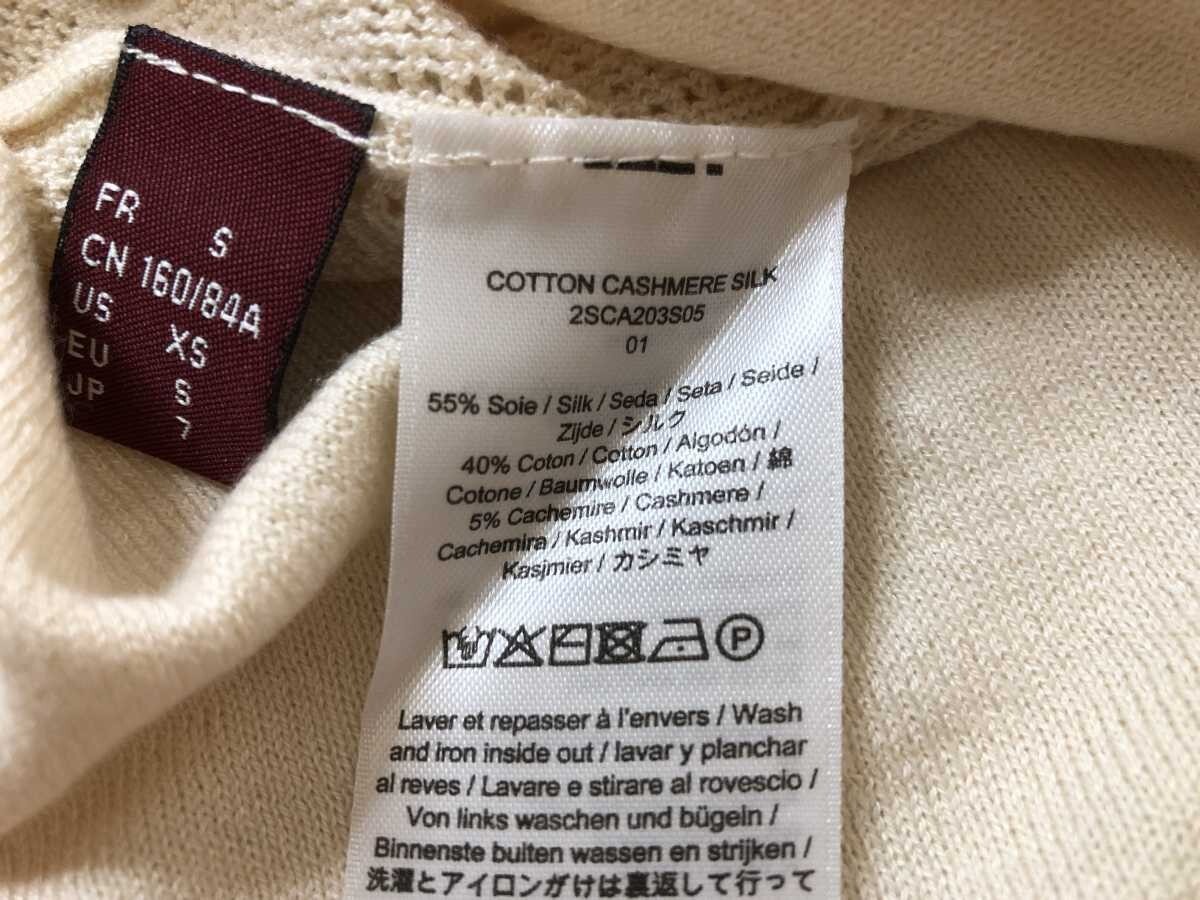 FR S
CN 160/84A
US XS
EU S
JP 7
COTTON CASHMERE SILK
2SCA203S05
01
55% Soie / Silk / Seda / Seta / Seide /
Zijde / シルク
40% Coton / Cotton / Algodón /
Cotone / Baumwolle / Katoen / 綿
5% Cachemire / Cashmere /
Cachemira / Kashmir / Kaschmir /
Kasjmier / カシミヤ
P
Laver et repasser à l'envers / Wash
and iron inside out / lavar y planchar
al reves / Lavare e stirare al rovescio /
Von links waschen und bügeln /
Binnenste buiten wassen en strijken /
洗濯とアイロンがけは裏返して行って